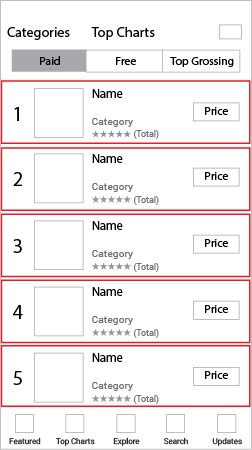 Categories Top Charts
Paid Free Top Grossing
Name
1 Price
Category
★★★★★ (Total)
Name
2 Price
Category
★★★★★ (Total)
Name
3 Price
Category
★★★★★ (Total)
Name
4 Price
Category
★★★★★ (Total)
Name
5 Price
Category
★★★★★ (Total)
Featured Top Charts Explore Search Updates